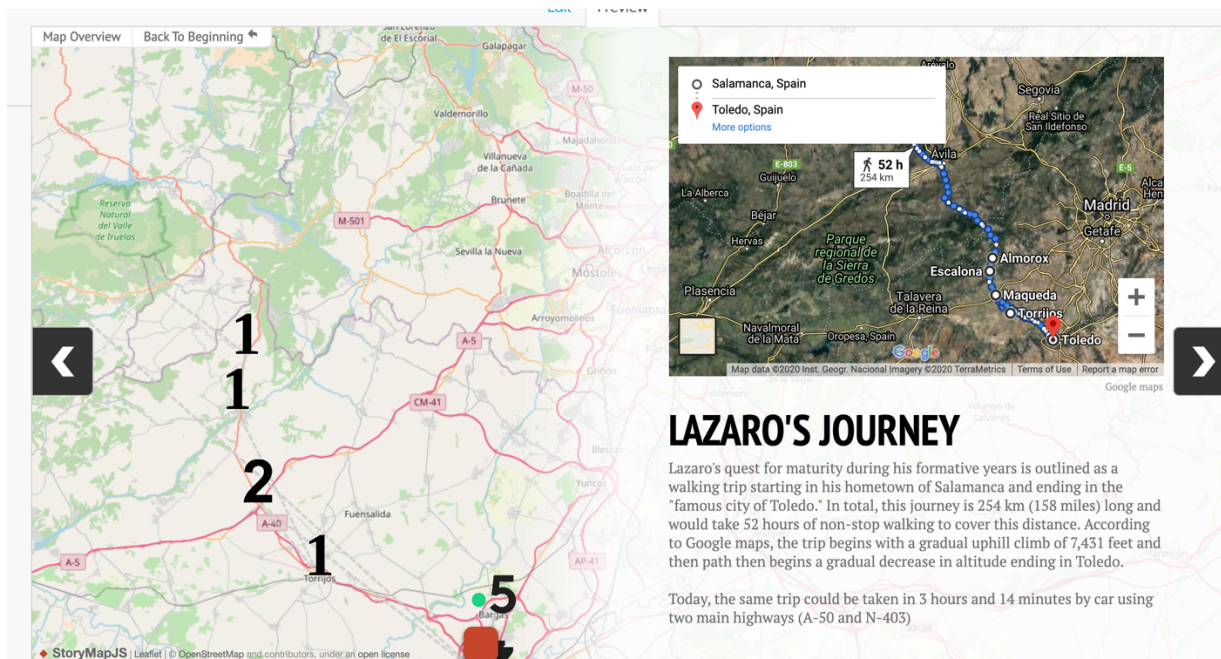 Map Overview
Back To Beginning
San Lorenzo
de El Escorial
Galapagar
M-50
Valdemorillo
Majadahonda
Villanueva
de la Cañada
Brunete
Boadilla del
Monte
Reserva
Natural
del Valle
de Iruelas
M-501
Sevilla la Nueva
Alcorcón
Móstoles
Fuenlabrada
Arroyomolinos
A-5
Griñón
1
1
CM-41
2
Illescas
Yuncos
Fuensalida
A-40
1
A-5
Torrijos
AP-41
5
Bargas
StoryMapJS | Leaflet | © OpenStreetMap and contributors, under an open license
Salamanca, Spain
Toledo, Spain
More options
Arévalo
Segovia
Real Sitio de
San Ildefonso
52 h
254 km
Ávila
E-803
Guijuelo
E-5
La Alberca
Madrid
Getafe
Béjar
Hervás
Parque
regional de
la Sierra
de Gredos
Almorox
Escalona
Plasencia
Maqueda
Talavera
de la Reina
Torrijos
Navalmoral
de la Mata
Oropesa, Spain
Toledo
Google
Map data ©2020 Inst. Geogr. Nacional Imagery ©2020 TerraMetrics
Terms of Use
Report a map error
Google maps
LAZARO'S JOURNEY
Lazaro's quest for maturity during his formative years is outlined as a
walking trip starting in his hometown of Salamanca and ending in the
"famous city of Toledo." In total, this journey is 254 km (158 miles) long and
would take 52 hours of non-stop walking to cover this distance. According
to Google maps, the trip begins with a gradual uphill climb of 7,431 feet and
then path then begins a gradual decrease in altitude ending in Toledo.
Today, the same trip could be taken in 3 hours and 14 minutes by car using
two main highways (A-50 and N-403)